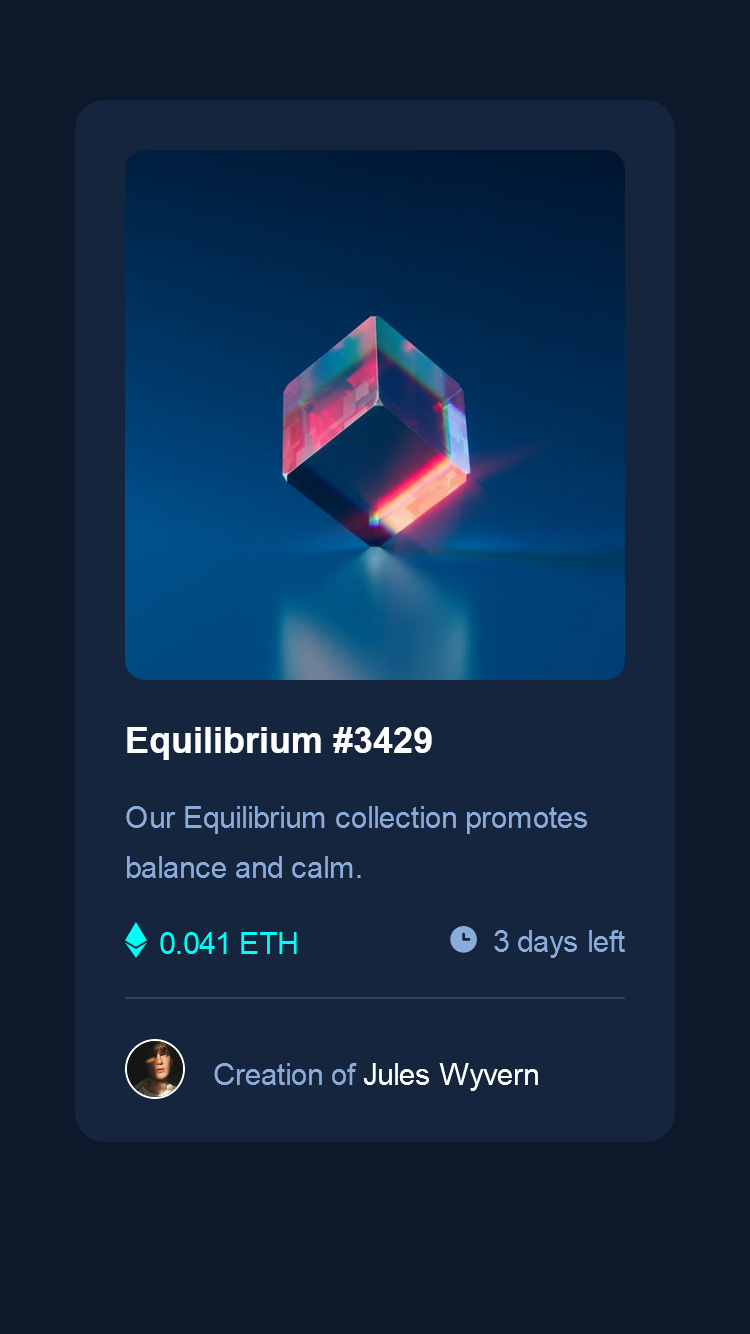 Equilibrium #3429
Our Equilibrium collection promotes
balance and calm.
0.041 ETH
3 days left
Creation of Jules Wyvern